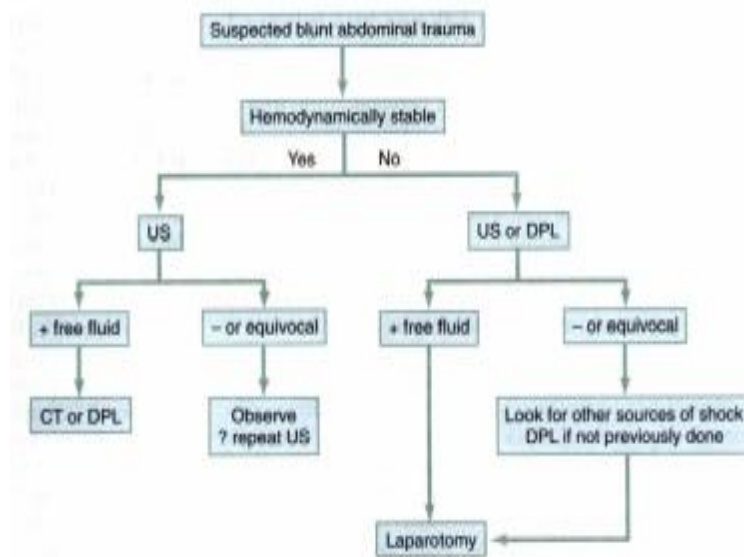 Suspected blunt abdominal trauma
Hemodynamically stable
Yes No
US
US or DPL
+ free fluid
– or equivocal
+ free fluid
– or equivocal
CT or DPL
Observe
? repeat US
Look for other sources of shock
DPL if not previously done
Laparotomy